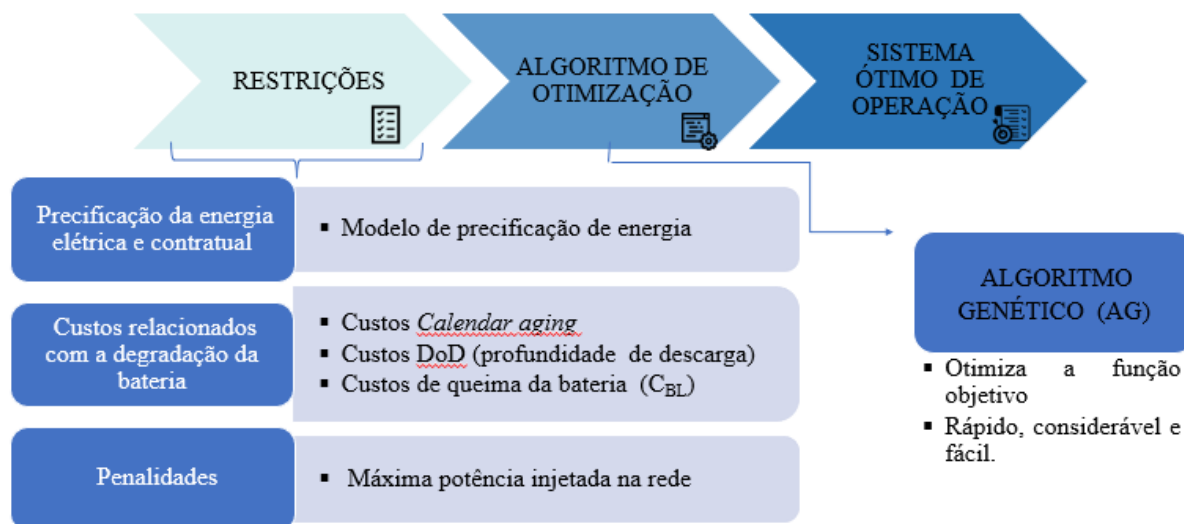 RESTRIÇÕES
ALGORITMO DE
OTIMIZAÇÃO
SISTEMA
ÓTIMO DE
OPERAÇÃO
Precificação da energia
elétrica e contratual
▪ Modelo de precificação de energia
Custos relacionados
com a degradação da
bateria
▪ Custos Calendar aging
▪ Custos DoD (profundidade de descarga)
▪ Custos de queima da bateria (C_BL)
Penalidades
▪ Máxima potência injetada na rede
ALGORITMO
GENÉTICO (AG)
▪ Otimiza a função
objetivo
▪ Rápido, considerável e
fácil.